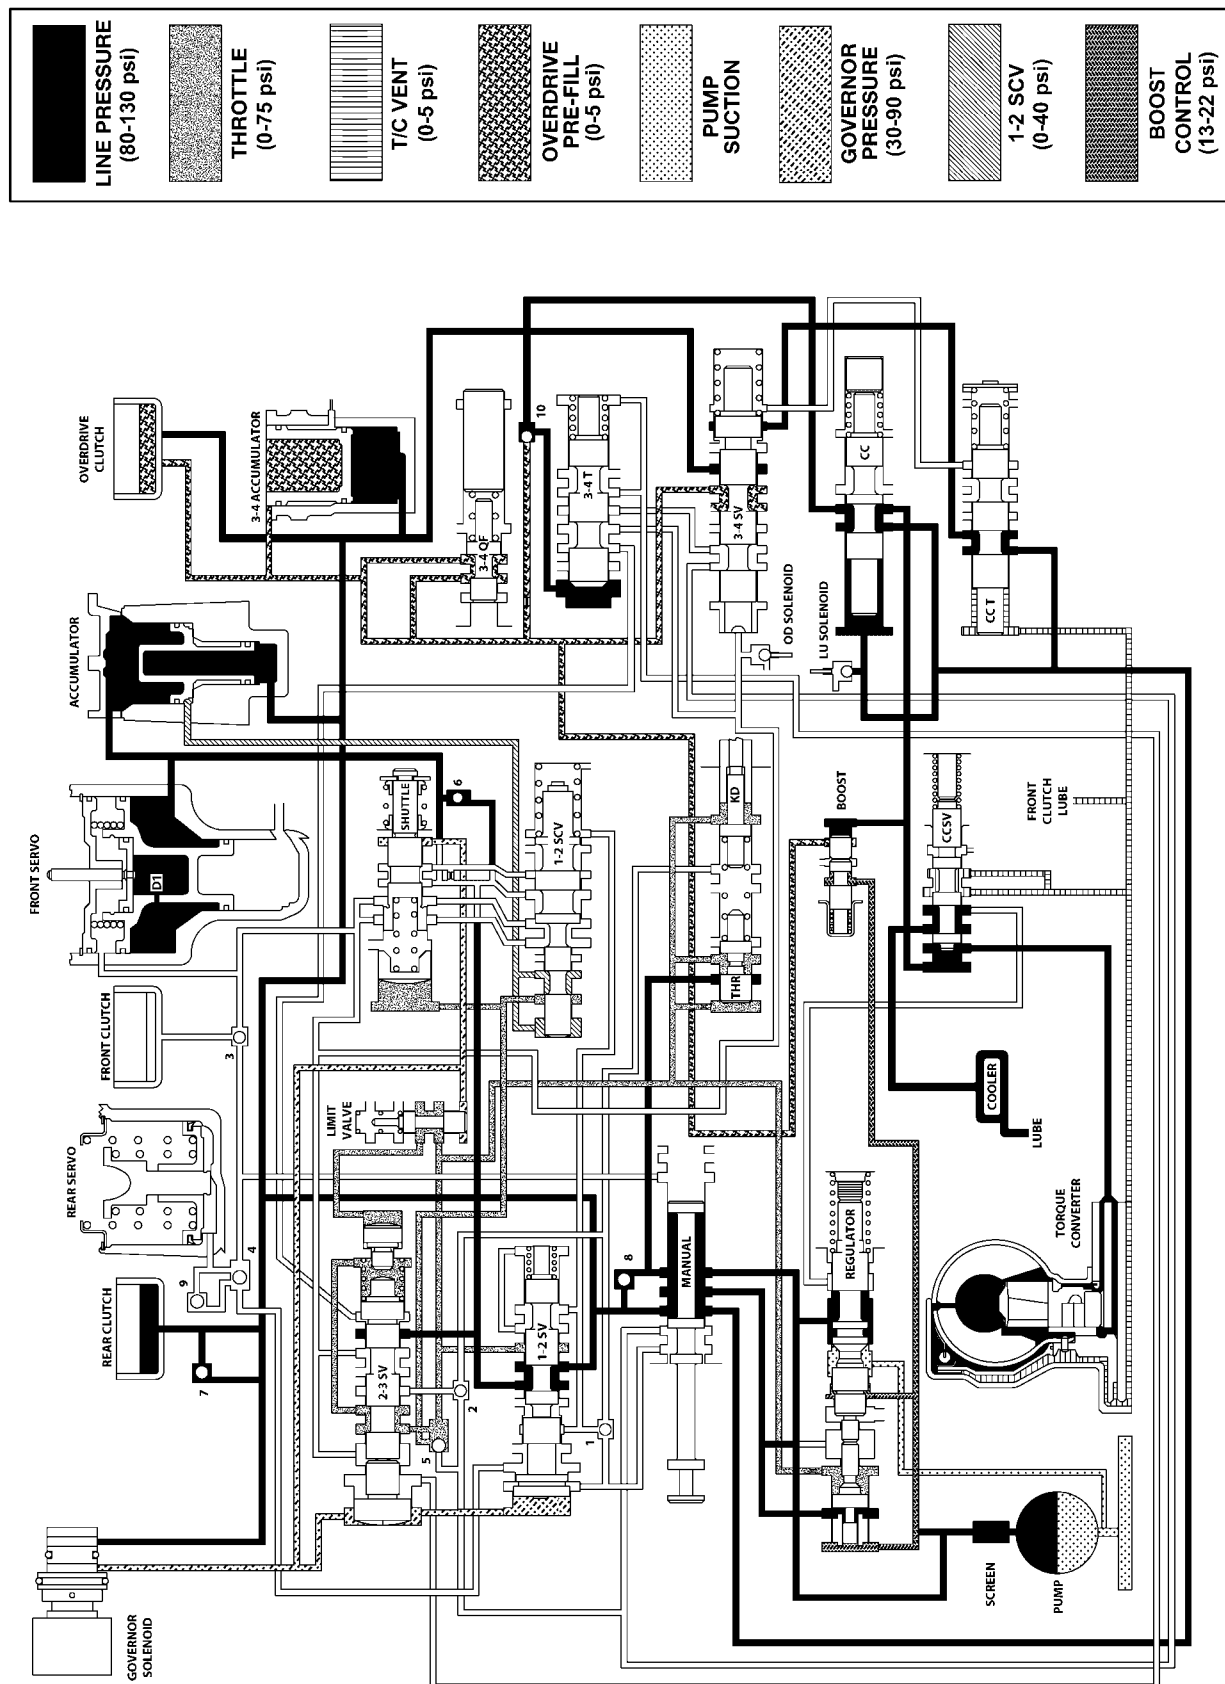 LINE PRESSURE
(80-130 psi)
THROTTLE
(0-75 psi)
T/C VENT
(0-5 psi)
OVERDRIVE
PRE-FILL
(0-5 psi)
PUMP
SUCTION
GOVERNOR
PRESSURE
(30-90 psi)
1-2 SCV
(0-40 psi)
BOOST
CONTROL
(13-22 psi)
OVERDRIVE
CLUTCH
3-4 ACCUMULATOR
3-4 QF
10
3-4 T
3-4 SV
CC
CC T
OD SOLENOID
LU SOLENOID
ACCUMULATOR
FRONT SERVO
D1
SHUTTLE
6
1-2 SCV
KD
THR
BOOST
CCSV
FRONT
CLUTCH
LUBE
FRONT CLUTCH
3
LIMIT
VALVE
COOLER
LUBE
REAR SERVO
4
9
REAR CLUTCH
7
2-3 SV
2
5
1-2 SV
1
8
MANUAL
REGULATOR
TORQUE
CONVERTER
GOVERNOR
SOLENOID
SCREEN
PUMP